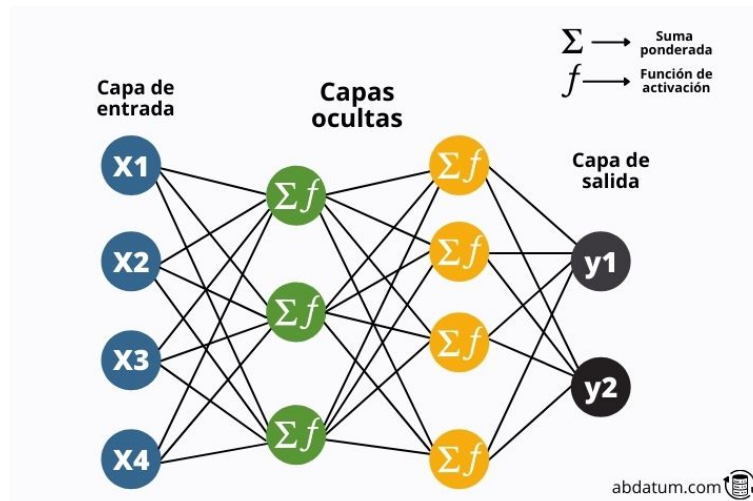 Σ Suma
ponderada
f Función de
activación
Capa de
entrada
Capas
ocultas
Capa de
salida
X1
X2
X3
X4
Σf
Σf
Σf
Σf
Σf
Σf
Σf
y1
y2
abdatum.com